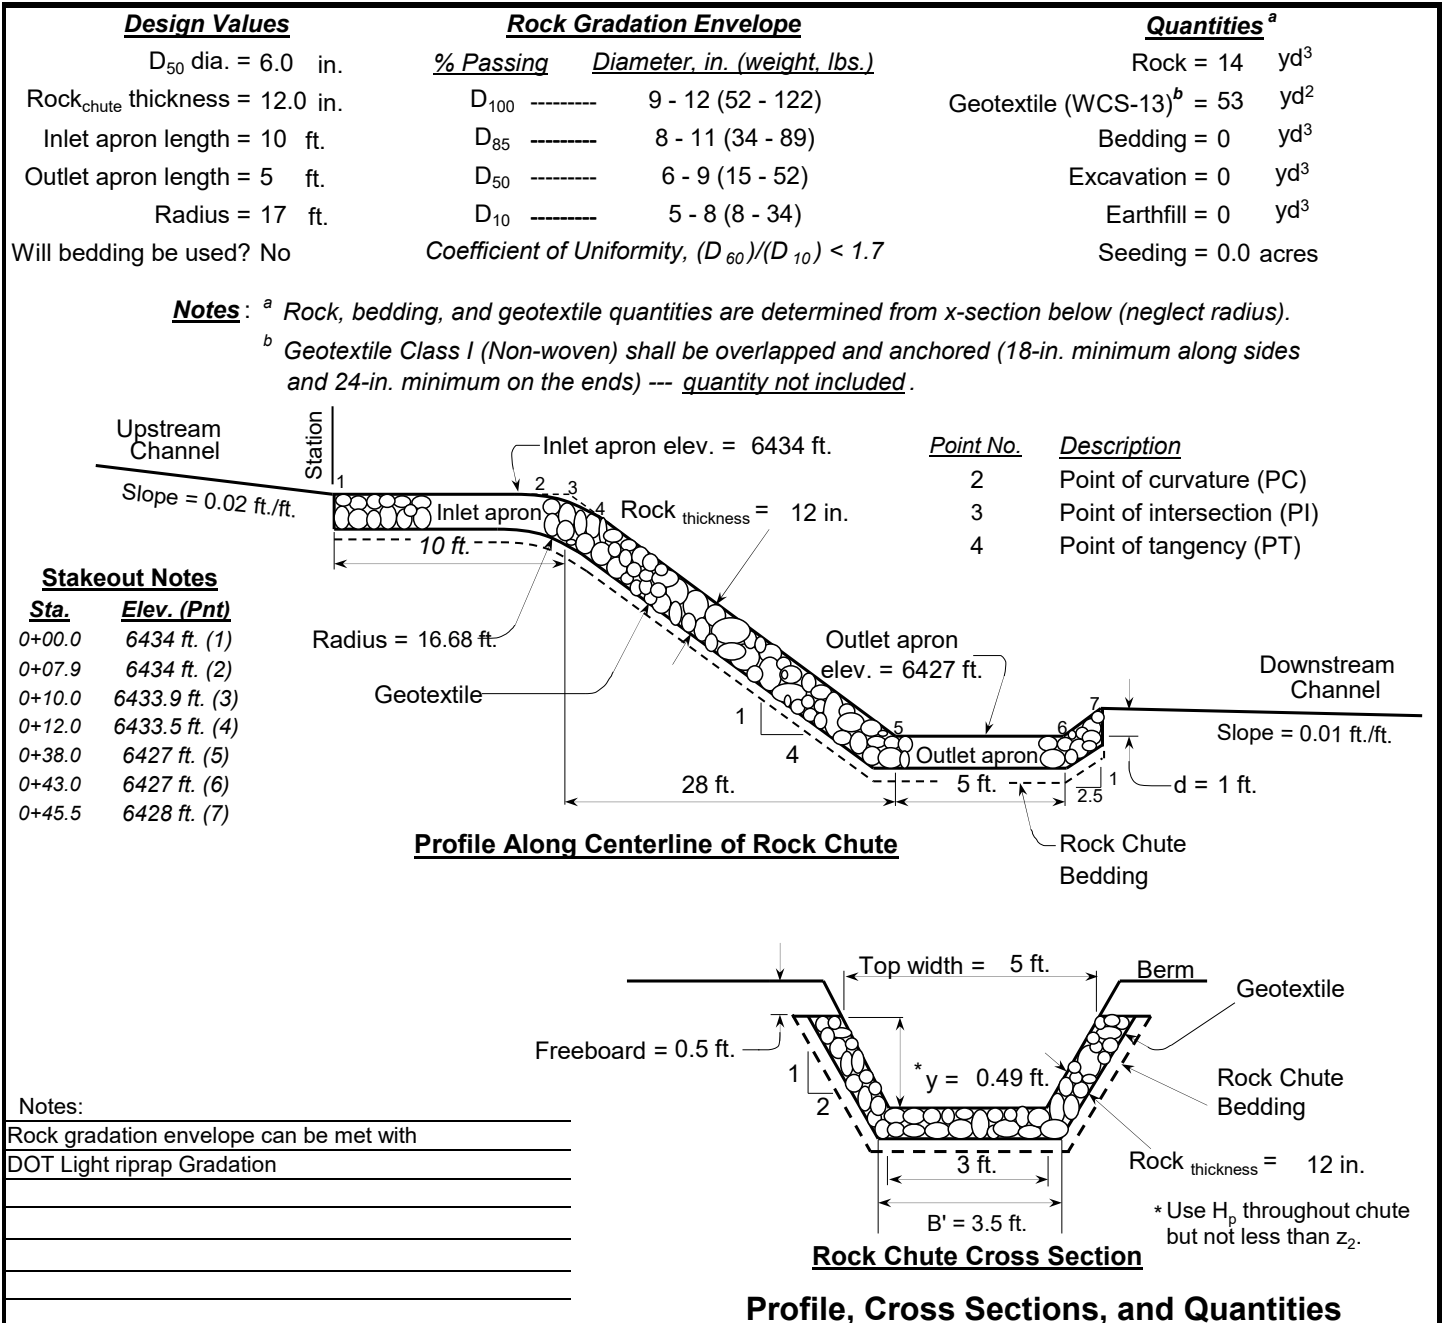 Design Values
D50 dia. = 6.0 in.
Rockchute thickness = 12.0 in.
Inlet apron length = 10 ft.
Outlet apron length = 5 ft.
Radius = 17 ft.
Will bedding be used? No
Rock Gradation Envelope
% Passing Diameter, in. (weight, lbs.)
D100 --------- 9 - 12 (52 - 122)
D85 --------- 8 - 11 (34 - 89)
D50 --------- 6 - 9 (15 - 52)
D10 --------- 5 - 8 (8 - 34)
Coefficient of Uniformity, (D 60)/(D 10) < 1.7
Quantities a
Rock = 14 yd3
Geotextile (WCS-13)b = 53 yd2
Bedding = 0 yd3
Excavation = 0 yd3
Earthfill = 0 yd3
Seeding = 0.0 acres
Notes: a Rock, bedding, and geotextile quantities are determined from x-section below (neglect radius).
b Geotextile Class I (Non-woven) shall be overlapped and anchored (18-in. minimum along sides
and 24-in. minimum on the ends) --- quantity not included.
Upstream
Channel
Slope = 0.02 ft./ft.
Station
1
Inlet apron elev. = 6434 ft.
2
3
4
Inlet apron
10 ft.
Rock thickness = 12 in.
Point No. Description
2 Point of curvature (PC)
3 Point of intersection (PI)
4 Point of tangency (PT)
Stakeout Notes
Sta. Elev. (Pnt)
0+00.0 6434 ft. (1)
0+07.9 6434 ft. (2)
0+10.0 6433.9 ft. (3)
0+12.0 6433.5 ft. (4)
0+38.0 6427 ft. (5)
0+43.0 6427 ft. (6)
0+45.5 6428 ft. (7)
Radius = 16.68 ft.
Geotextile
1
4
28 ft.
Outlet apron
elev. = 6427 ft.
5
6
7
Outlet apron
5 ft.
1
2.5
Downstream
Channel
Slope = 0.01 ft./ft.
d = 1 ft.
Rock Chute
Bedding
Profile Along Centerline of Rock Chute
Top width = 5 ft.
Berm
Geotextile
Freeboard = 0.5 ft.
1
2
* y = 0.49 ft.
Rock Chute
Bedding
3 ft.
Rock thickness = 12 in.
B' = 3.5 ft.
* Use Hp throughout chute
but not less than z2.
Rock Chute Cross Section
Notes:
Rock gradation envelope can be met with
DOT Light riprap Gradation
Profile, Cross Sections, and Quantities